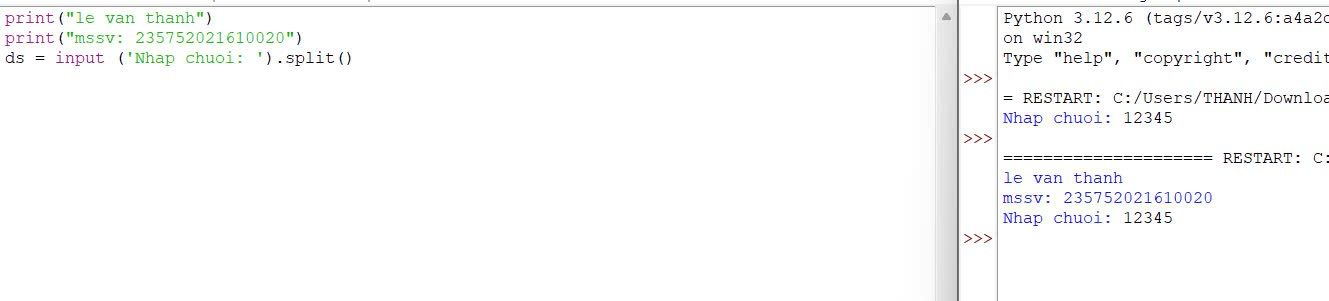 print("le van thanh")
print("mssv: 235752021610020")
ds = input ('Nhap chuoi: ').split()
Python 3.12.6 (tags/v3.12.6:a4a2d
on win32
Type "help", "copyright", "credit
>>>
= RESTART: C:/Users/THANH/Downloa
Nhap chuoi: 12345
>>>
===================== RESTART: C:
le van thanh
mssv: 235752021610020
Nhap chuoi: 12345
>>>